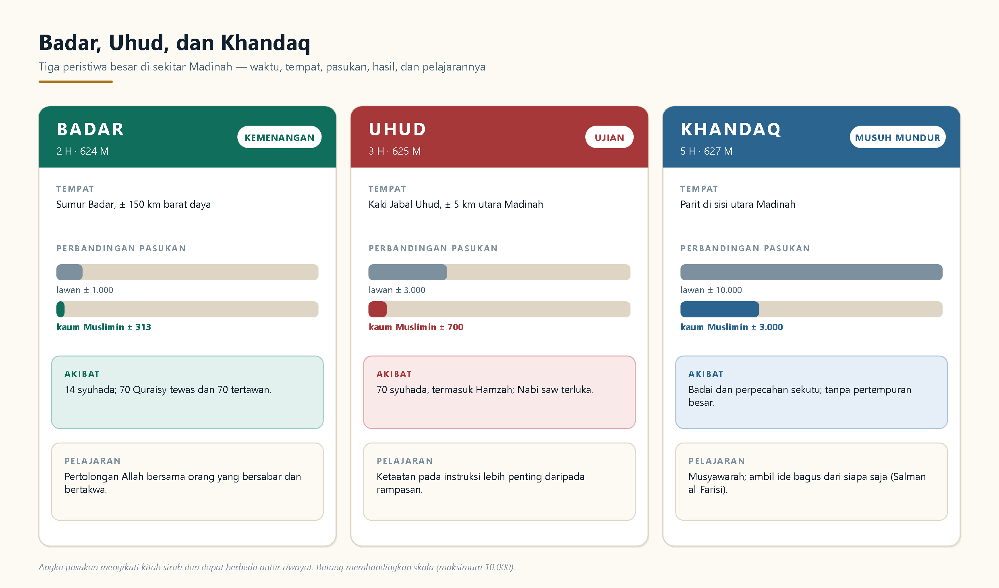 Badar, Uhud, dan Khandaq
Tiga peristiwa besar di sekitar Madinah — waktu, tempat, pasukan, hasil, dan pelajarannya
BADAR
2 H · 624 M
KEMENANGAN
TEMPAT
Sumur Badar, ± 150 km barat daya
PERBANDINGAN PASUKAN
lawan ± 1.000
kaum Muslimin ± 313
AKIBAT
14 syuhada; 70 Quraisy tewas dan 70 tertawan.
PELAJARAN
Pertolongan Allah bersama orang yang bersabar dan
bertakwa.
UHUD
3 H · 625 M
UJIAN
TEMPAT
Kaki Jabal Uhud, ± 5 km utara Madinah
PERBANDINGAN PASUKAN
lawan ± 3.000
kaum Muslimin ± 700
AKIBAT
70 syuhada, termasuk Hamzah; Nabi saw terluka.
PELAJARAN
Ketaatan pada instruksi lebih penting daripada
rampasan.
KHANDAQ
5 H · 627 M
MUSUH MUNDUR
TEMPAT
Parit di sisi utara Madinah
PERBANDINGAN PASUKAN
lawan ± 10.000
kaum Muslimin ± 3.000
AKIBAT
Badai dan perpecahan sekutu; tanpa pertempuran
besar.
PELAJARAN
Musyawarah; ambil ide bagus dari siapa saja (Salman
al-Farisi).
Angka pasukan mengikuti kitab sirah dan dapat berbeda antar riwayat. Batang membandingkan skala (maksimum 10.000).